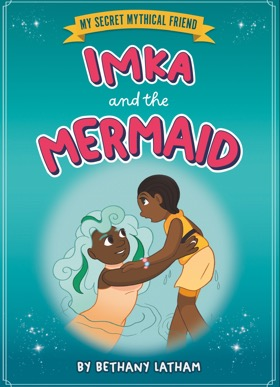 MY SECRET MYTHICAL FRIEND
IMKA
and the
MERMAID
BY BETHANY LATHAM